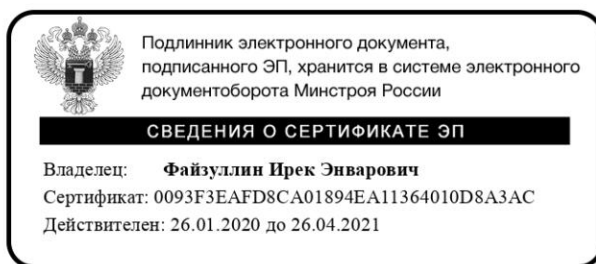 Подлинник электронного документа,
подписанного ЭП, хранится в системе электронного
документоборота Минстроя России
СВЕДЕНИЯ О СЕРТИФИКАТЕ ЭП
Владелец: Файзуллин Ирек Энварович
Сертификат: 0093F3EAFD8CA01894EA11364010D8A3AC
Действителен: 26.01.2020 до 26.04.2021